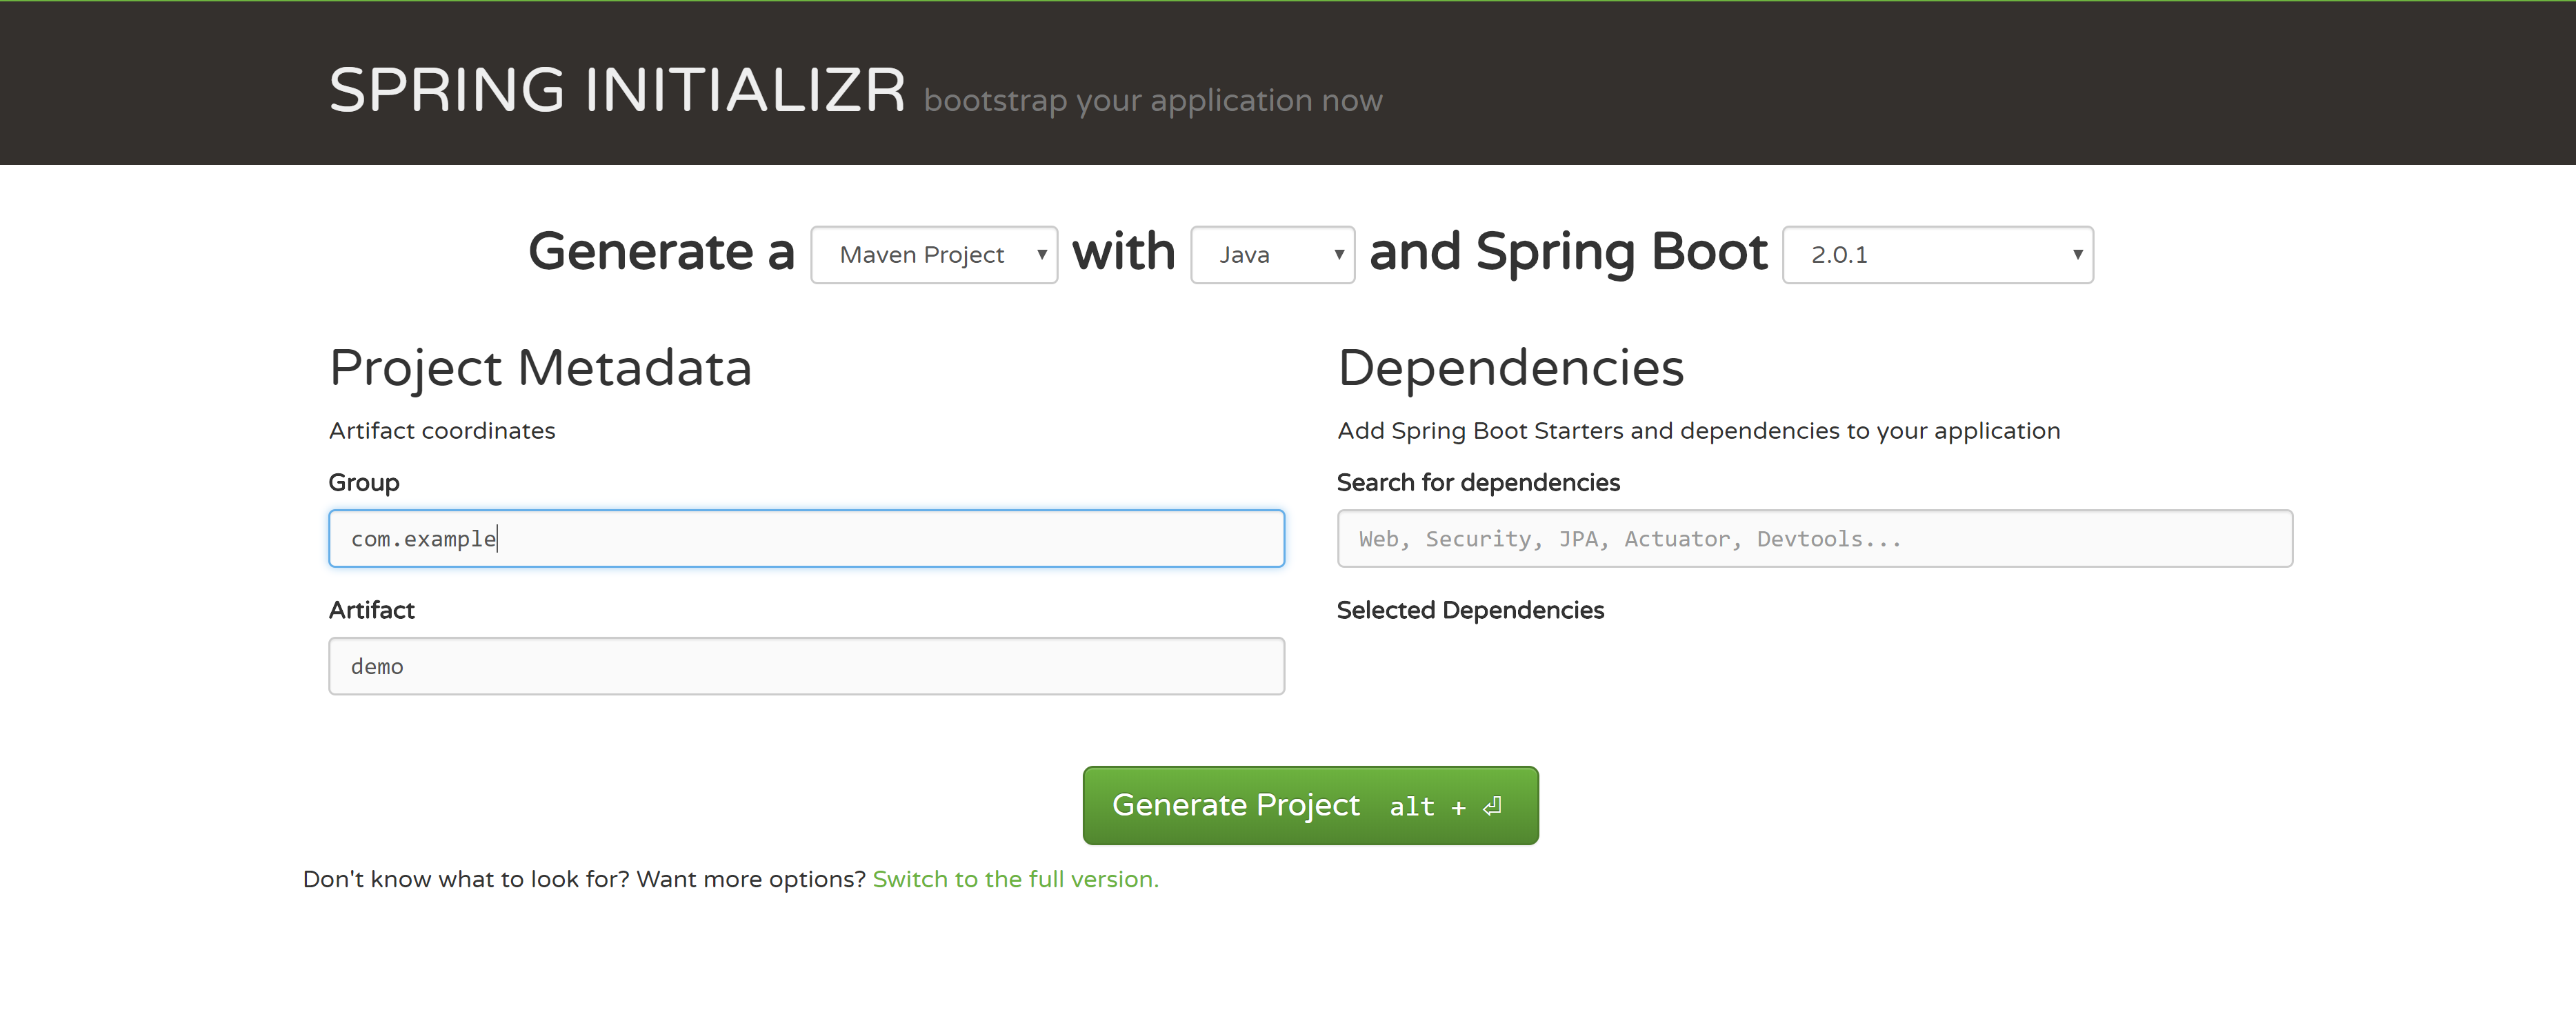 SPRING INITIALIZR bootstrap your application now
Generate a Maven Project with Java and Spring Boot 2.0.1
Project Metadata
Artifact coordinates
Group
com.example
Artifact
demo
Dependencies
Add Spring Boot Starters and dependencies to your application
Search for dependencies
Web, Security, JPA, Actuator, Devtools...
Selected Dependencies
Generate Project alt + ⏎
Don't know what to look for? Want more options? Switch to the full version.